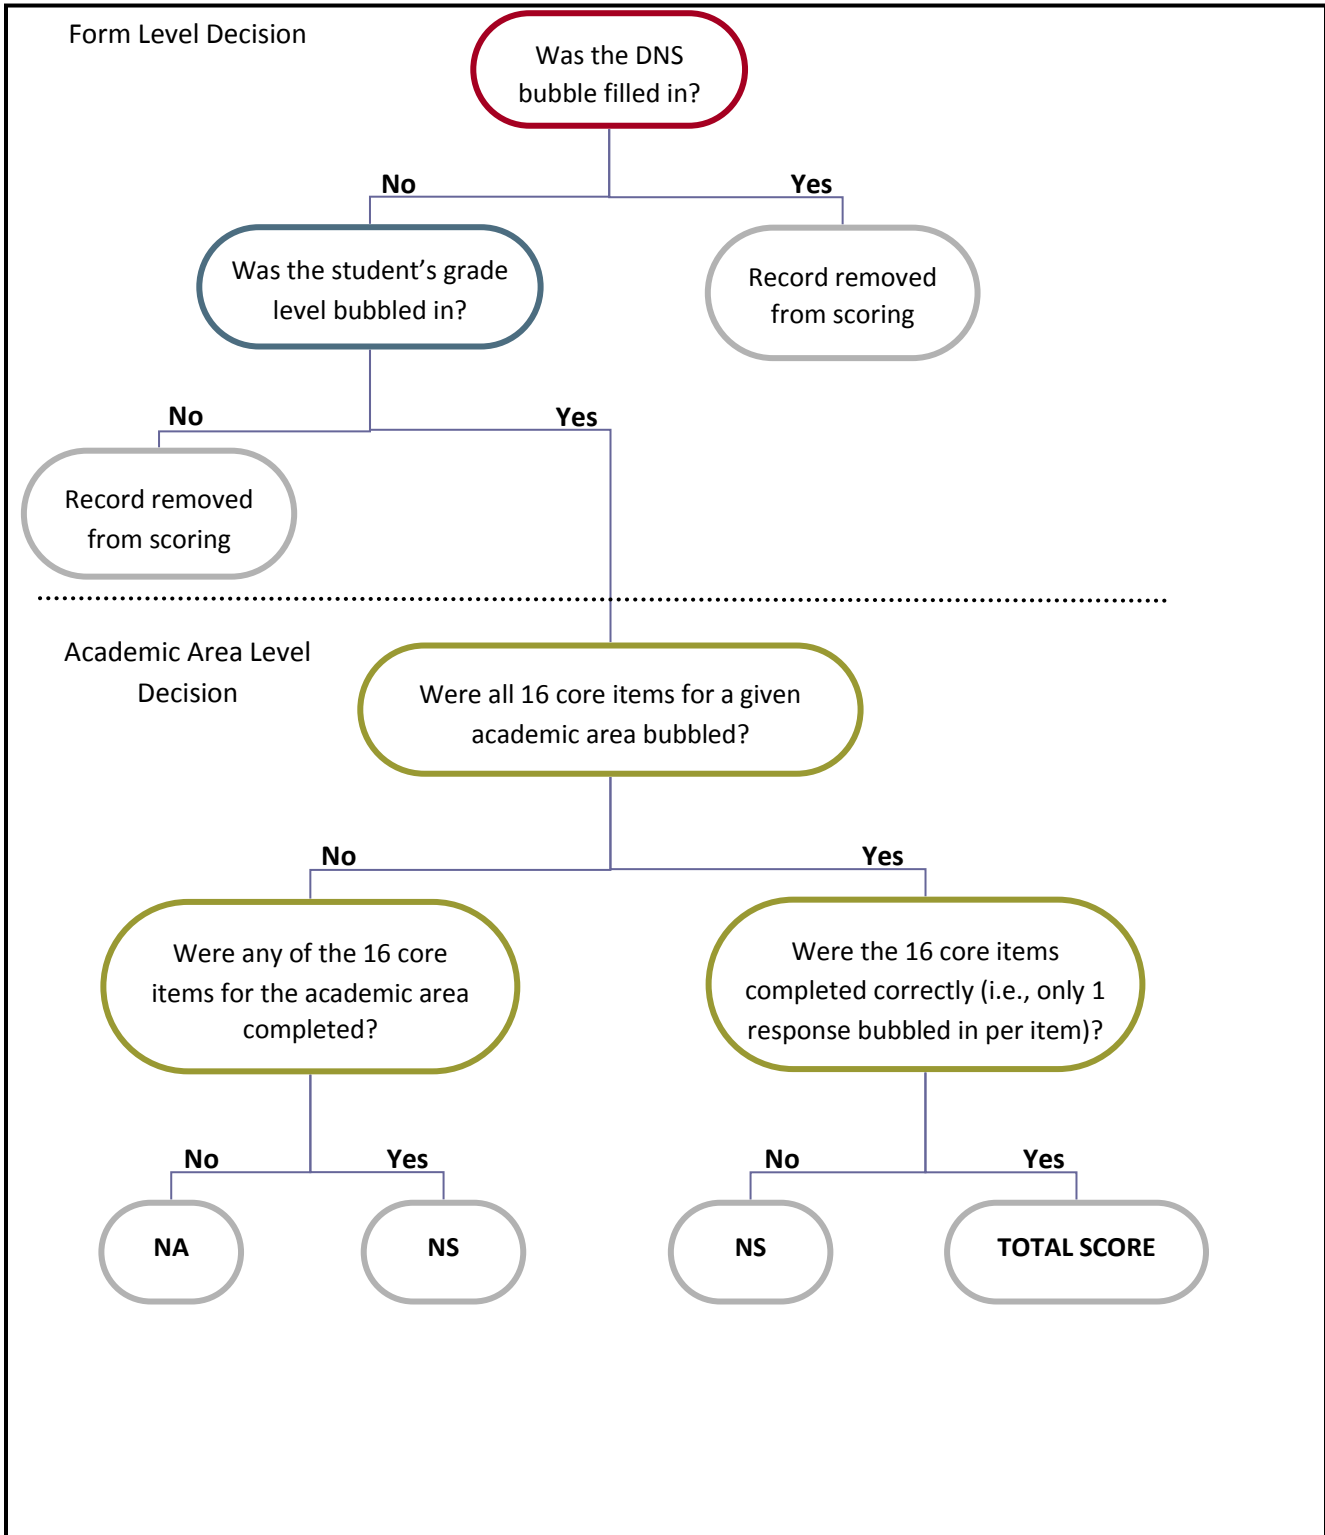 Form Level Decision
Was the DNS
bubble filled in?
No
Yes
Was the student’s grade
level bubbled in?
Record removed
from scoring
No
Yes
Record removed
from scoring
Academic Area Level
Decision
Were all 16 core items for a given
academic area bubbled?
No
Yes
Were any of the 16 core
items for the academic area
completed?
Were the 16 core items
completed correctly (i.e., only 1
response bubbled in per item)?
No
Yes
No
Yes
NA
NS
NS
TOTAL SCORE